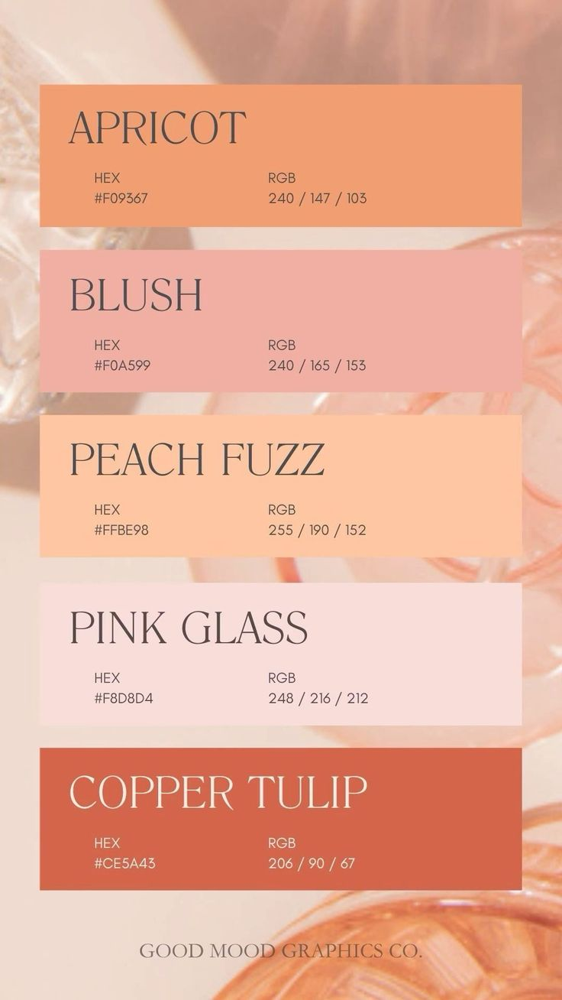 APRICOT
HEX RGB
#F09367 240 / 147 / 103
BLUSH
HEX RGB
#F0A599 240 / 165 / 153
PEACH FUZZ
HEX RGB
#FFBE98 255 / 190 / 152
PINK GLASS
HEX RGB
#F8D8D4 248 / 216 / 212
COPPER TULIP
HEX RGB
#CE5A43 206 / 90 / 67
GOOD MOOD GRAPHICS CO.